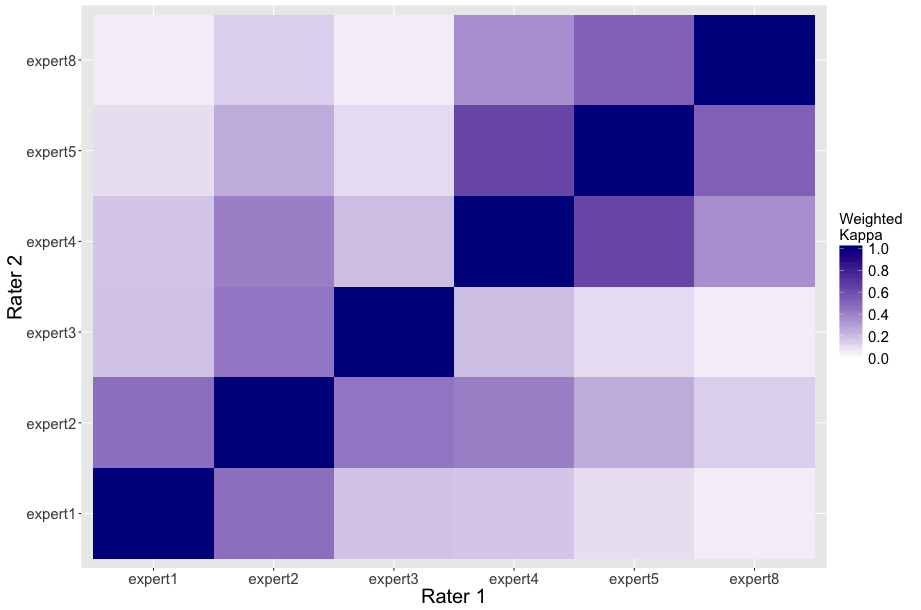 expert8
expert5
expert4
expert3
expert2
expert1
Rater 2
expert1 expert2 expert3 expert4 expert5 expert8
Rater 1
Weighted
Kappa
1.0
0.8
0.6
0.4
0.2
0.0